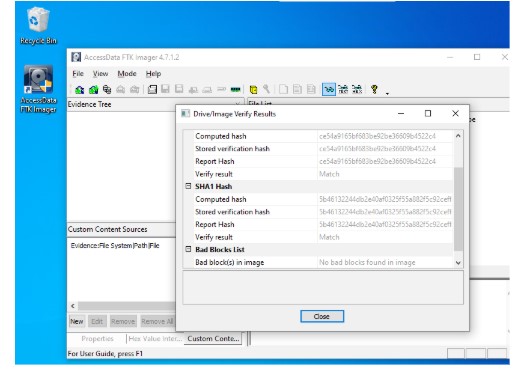 Recycle Bin
AccessData FTK Imager
AccessData FTK Imager 4.7.1.2
File View Mode Help
Evidence Tree
File List
Drive/Image Verify Results
Computed hash ce54a9165bf683be92be36609b4522c4
Stored verification hash ce54a9165bf683be92be36609b4522c4
Report Hash ce54a9165bf683be92be36609b4522c4
Verify result Match
SHA1 Hash
Computed hash 5b46132244db2e40af0325f55a882f5c92ceff
Stored verification hash 5b46132244db2e40af0325f55a882f5c92ceff
Report Hash 5b46132244db2e40af0325f55a882f5c92ceff
Verify result Match
Bad Blocks List
Bad block(s) in image No bad blocks found in image
Close
Custom Content Sources
Evidence:File System|Path|File
New Edit Remove Remove All
Properties Hex Value Inter... Custom Conte...
For User Guide, press F1